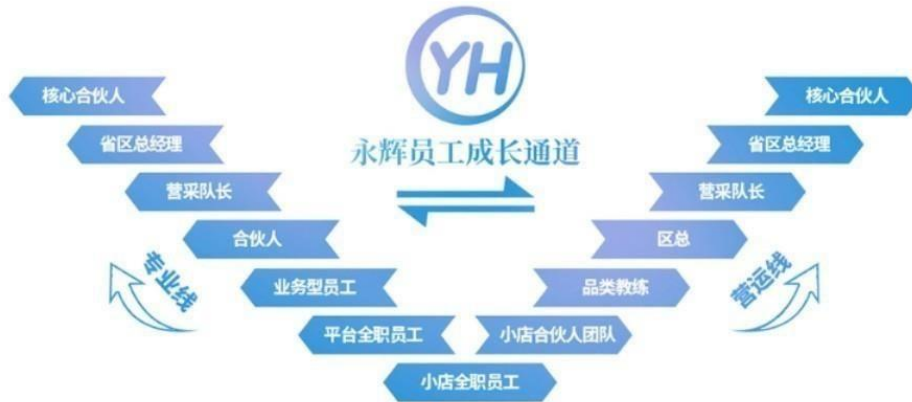 YH
永辉员工成长通道
核心合伙人
省区总经理
营采队长
合伙人
业务型员工
平台全职员工
专业线
核心合伙人
省区总经理
营采队长
区总
品类教练
小店合伙人团队
营运线
小店全职员工